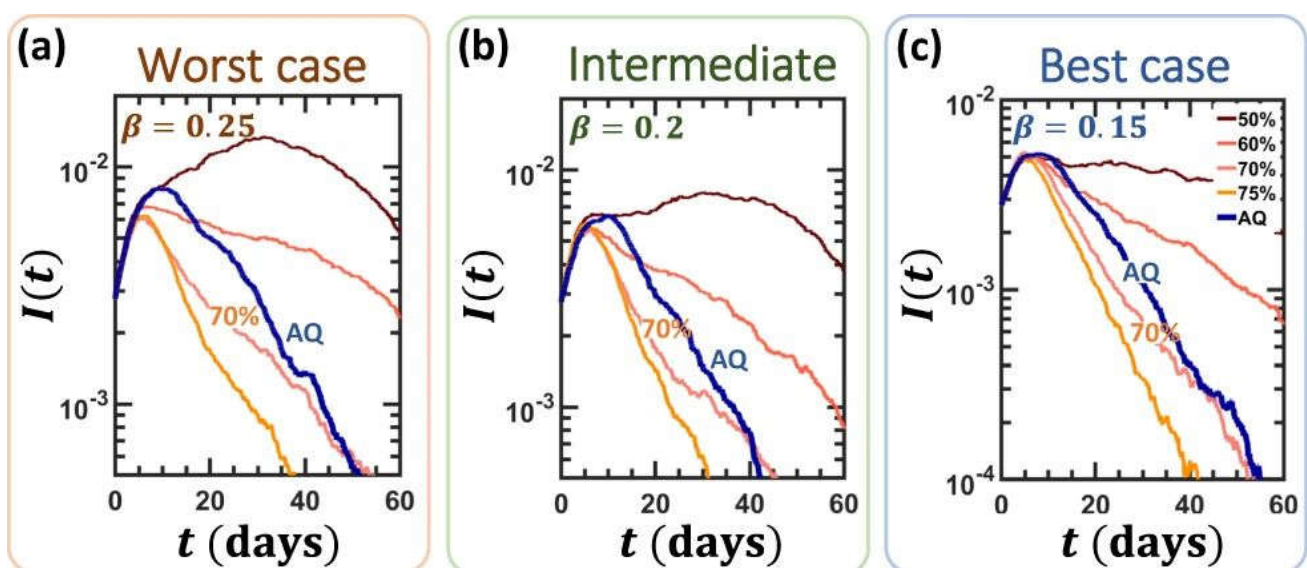 (a)
Worst case
β = 0.25
I(t)
10^-2
10^-3
70%
AQ
0 20 40 60
t (days)
(b)
Intermediate
β = 0.2
I(t)
10^-2
10^-3
70%
AQ
0 20 40 60
t (days)
(c)
Best case
β = 0.15
I(t)
10^-2
10^-3
10^-4
50%
60%
70%
75%
AQ
AQ
70%
0 20 40 60
t (days)